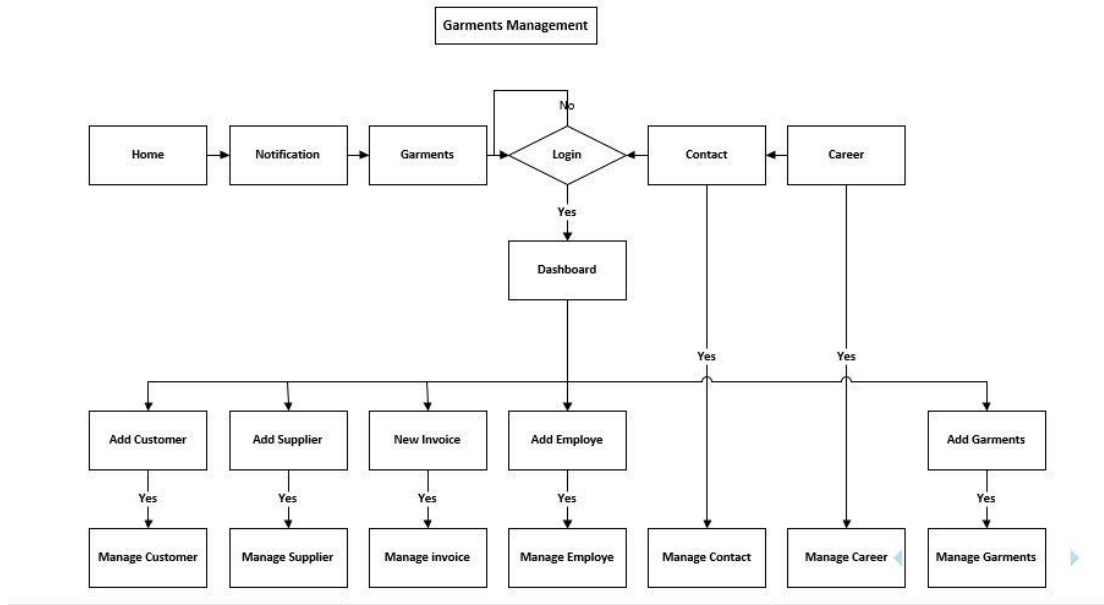 Garments Management
No
Home
Notification
Garments
Login
Contact
Career
Yes
Dashboard
Yes
Yes
Add Customer
Add Supplier
New Invoice
Add Employe
Add Garments
Yes
Yes
Yes
Yes
Yes
Manage Customer
Manage Supplier
Manage invoice
Manage Employe
Manage Contact
Manage Career
Manage Garments